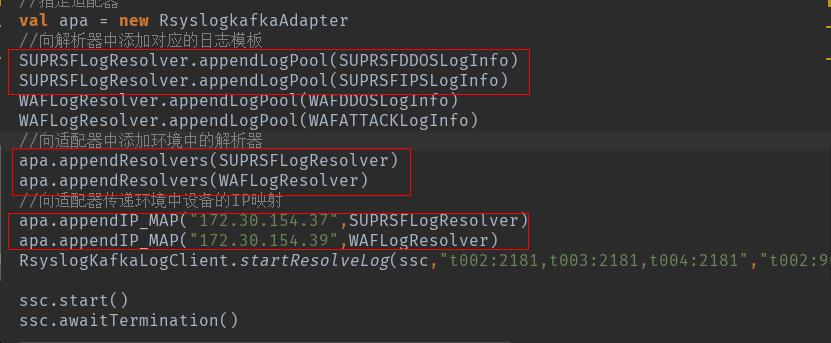 //指定适配器
val apa = new RsyslogkafkaAdapter
//向解析器中添加对应的日志模板
SUPRSFLogResolver.appendLogPool(SUPRSFDDOSLogInfo)
SUPRSFLogResolver.appendLogPool(SUPRSFIPSLogInfo)
WAFLogResolver.appendLogPool(WAFDDOSLogInfo)
WAFLogResolver.appendLogPool(WAFATTACKLogInfo)
//向适配器中添加环境中的解析器
apa.appendResolvers(SUPRSFLogResolver)
apa.appendResolvers(WAFLogResolver)
//向适配器传递环境中设备的IP映射
apa.appendIP_MAP("172.30.154.37",SUPRSFLogResolver)
apa.appendIP_MAP("172.30.154.39",WAFLogResolver)
RsyslogKafkaLogClient.startResolveLog(ssc,"t002:2181,t003:2181,t004:2181","t002:9
ssc.start()
ssc.awaitTermination()